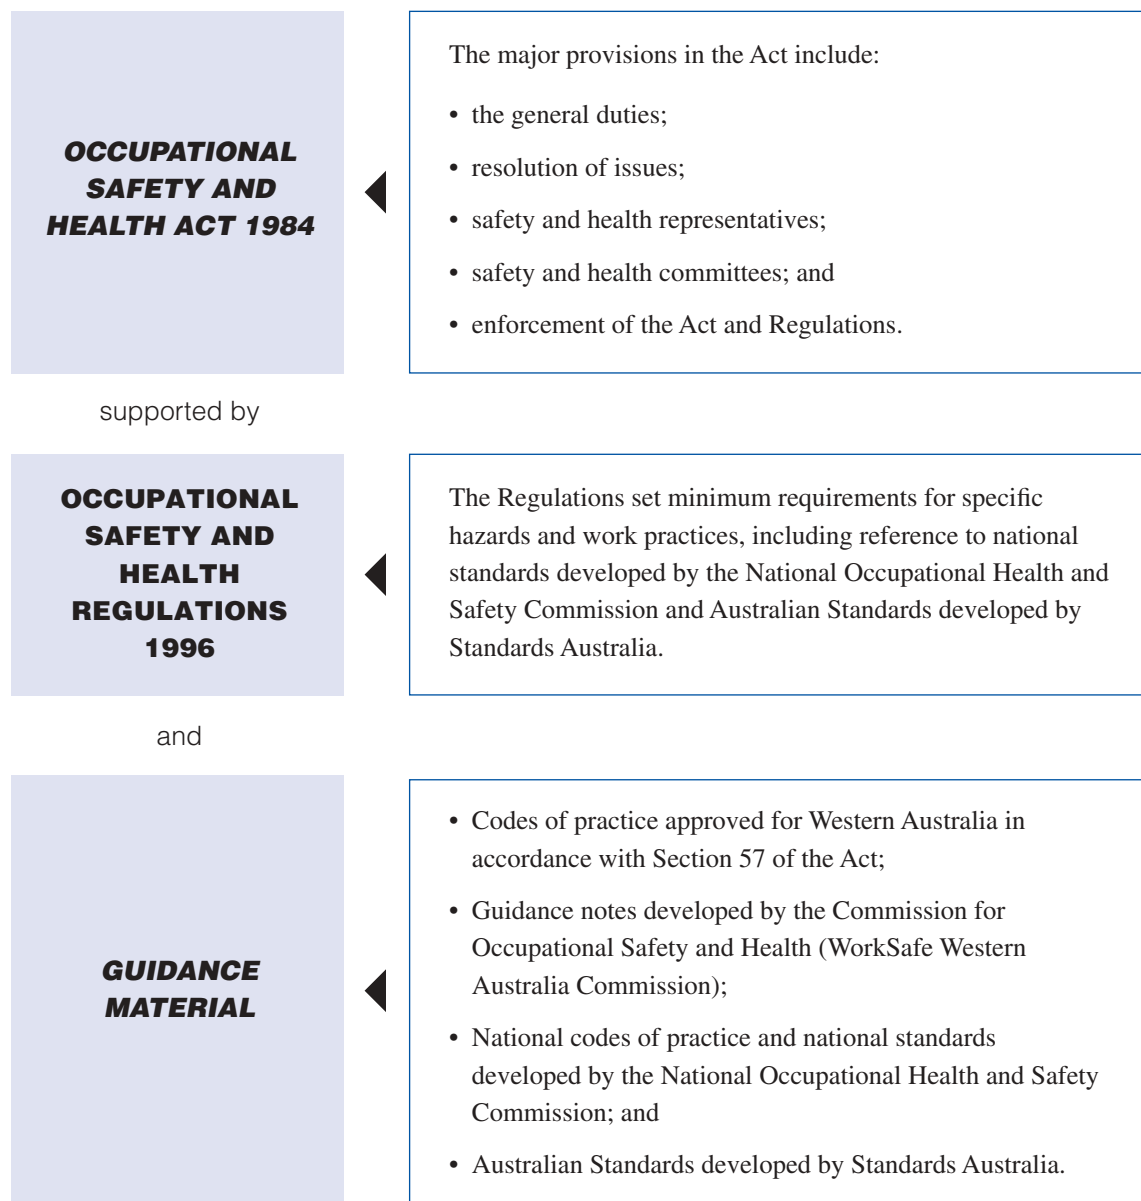 OCCUPATIONAL
SAFETY AND
HEALTH ACT 1984
The major provisions in the Act include:
• the general duties;
• resolution of issues;
• safety and health representatives;
• safety and health committees; and
• enforcement of the Act and Regulations.
supported by
OCCUPATIONAL
SAFETY AND
HEALTH
REGULATIONS
1996
The Regulations set minimum requirements for specific
hazards and work practices, including reference to national
standards developed by the National Occupational Health and
Safety Commission and Australian Standards developed by
Standards Australia.
and
GUIDANCE
MATERIAL
• Codes of practice approved for Western Australia in
accordance with Section 57 of the Act;
• Guidance notes developed by the Commission for
Occupational Safety and Health (WorkSafe Western
Australia Commission);
• National codes of practice and national standards
developed by the National Occupational Health and Safety
Commission; and
• Australian Standards developed by Standards Australia.